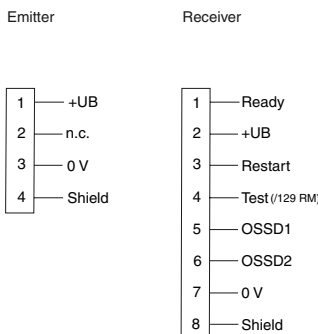 Emitter
Receiver
1 +UB
2 n.c.
3 0 V
4 Shield
1 Ready
2 +UB
3 Restart
4 Test (/129 RM)
5 OSSD1
6 OSSD2
7 0 V
8 Shield